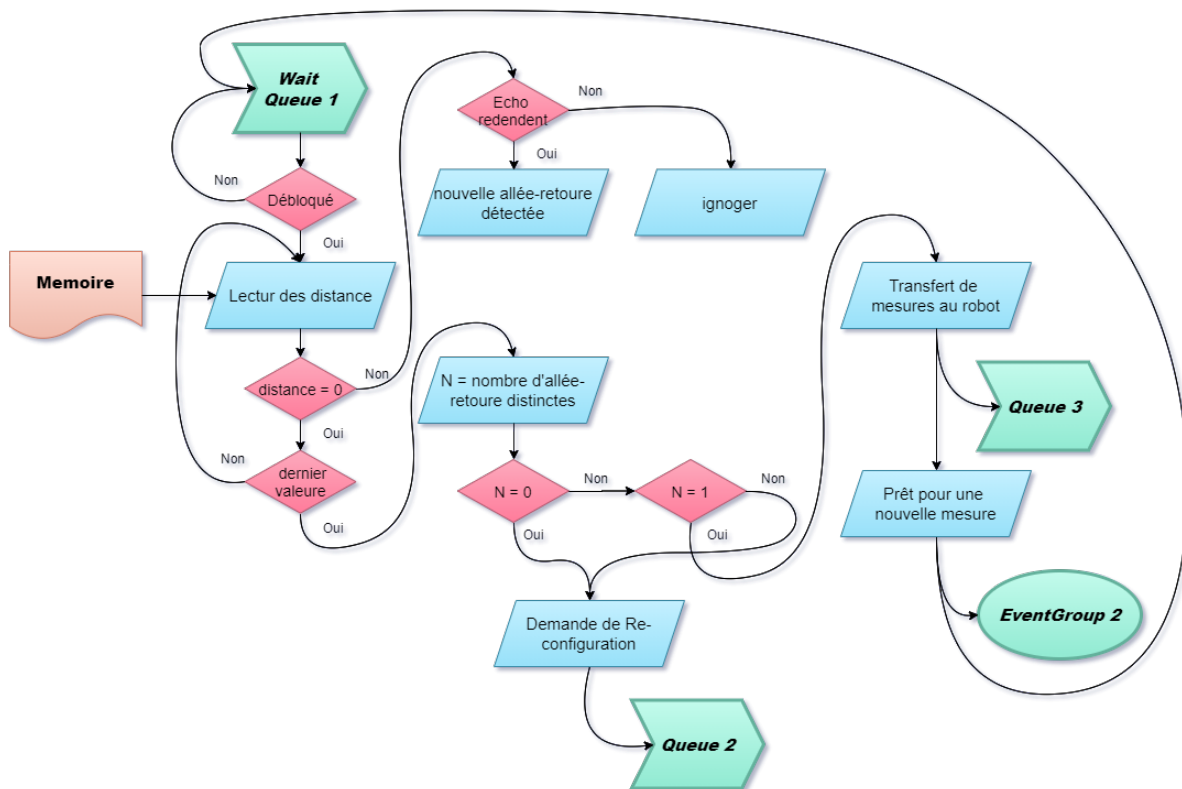 Wait
Queue 1
Non
Débloqué
Oui
Memoire
Lectur des distance
distance = 0
Non
Oui
Non
dernier
valeure
Oui
Echo
redendent
Non
Oui
nouvelle allée-retoure
détectée
ignoger
N = nombre d'allée-
retoure distinctes
N = 0
Non
N = 1
Non
Oui
Oui
Demande de Re-
configuration
Queue 2
Transfert de
mesures au robot
Queue 3
Prêt pour une
nouvelle mesure
EventGroup 2